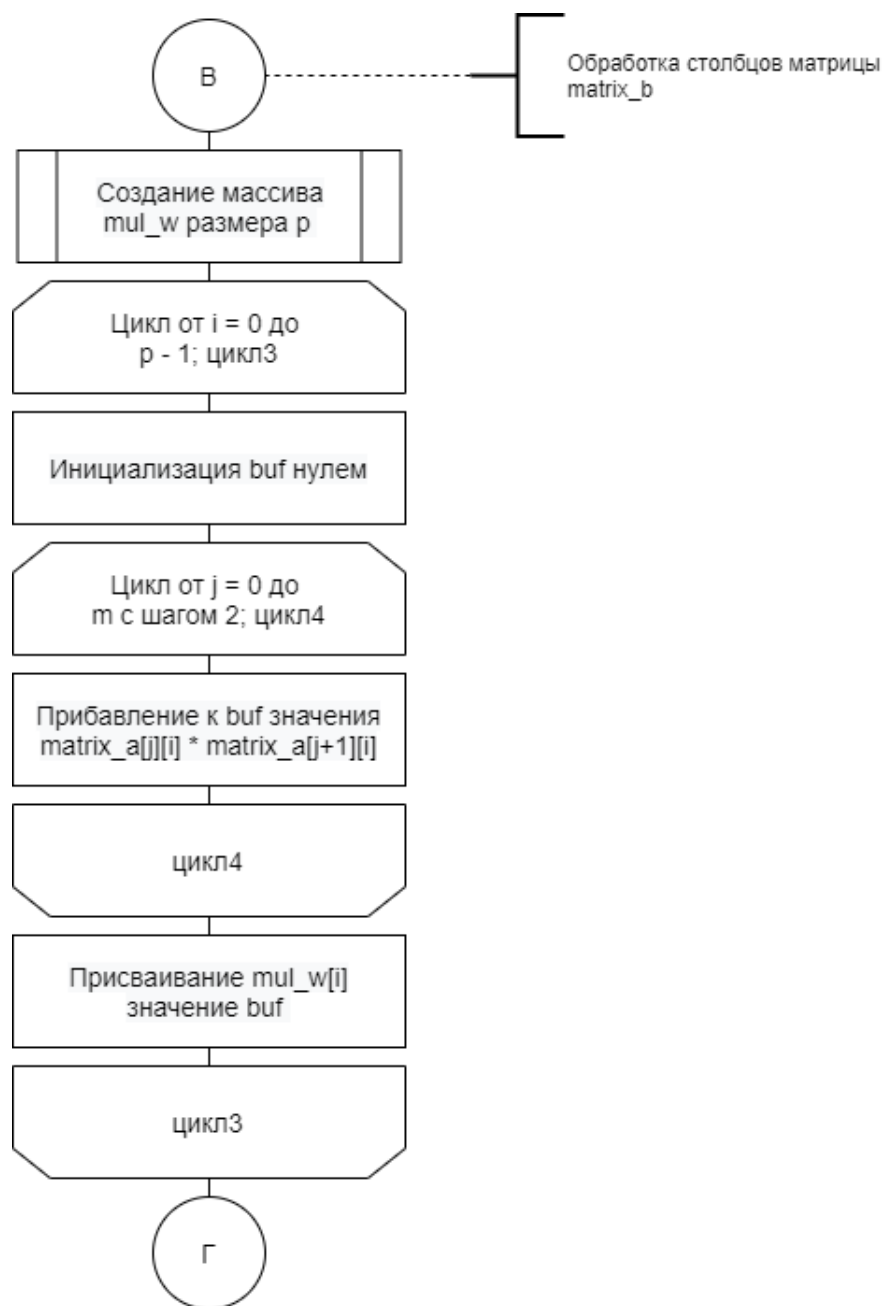 В
Обработка столбцов матрицы
matrix_b
Создание массива
mul_w размера p
Цикл от i = 0 до
p - 1; цикл3
Инициализация buf нулем
Цикл от j = 0 до
m с шагом 2; цикл4
Прибавление к buf значения
matrix_a[j][i] * matrix_a[j+1][i]
цикл4
Присваивание mul_w[i]
значение buf
цикл3
Г